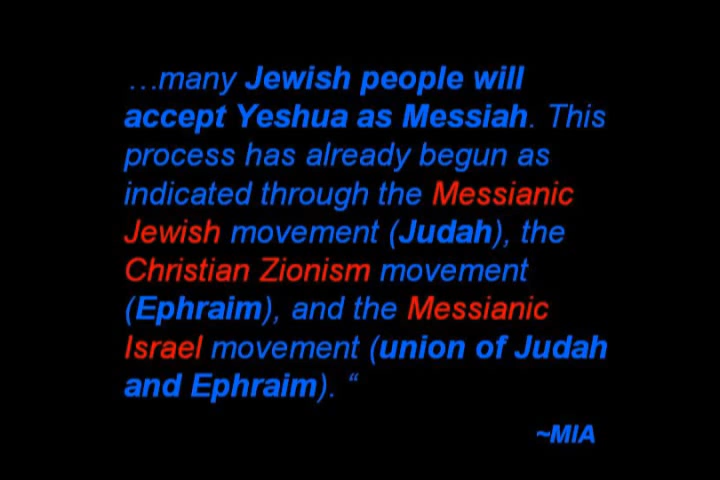 …many Jewish people will
accept Yeshua as Messiah. This
process has already begun as
indicated through the Messianic
Jewish movement (Judah), the
Christian Zionism movement
(Ephraim), and the Messianic
Israel movement (union of Judah
and Ephraim). “
~MIA